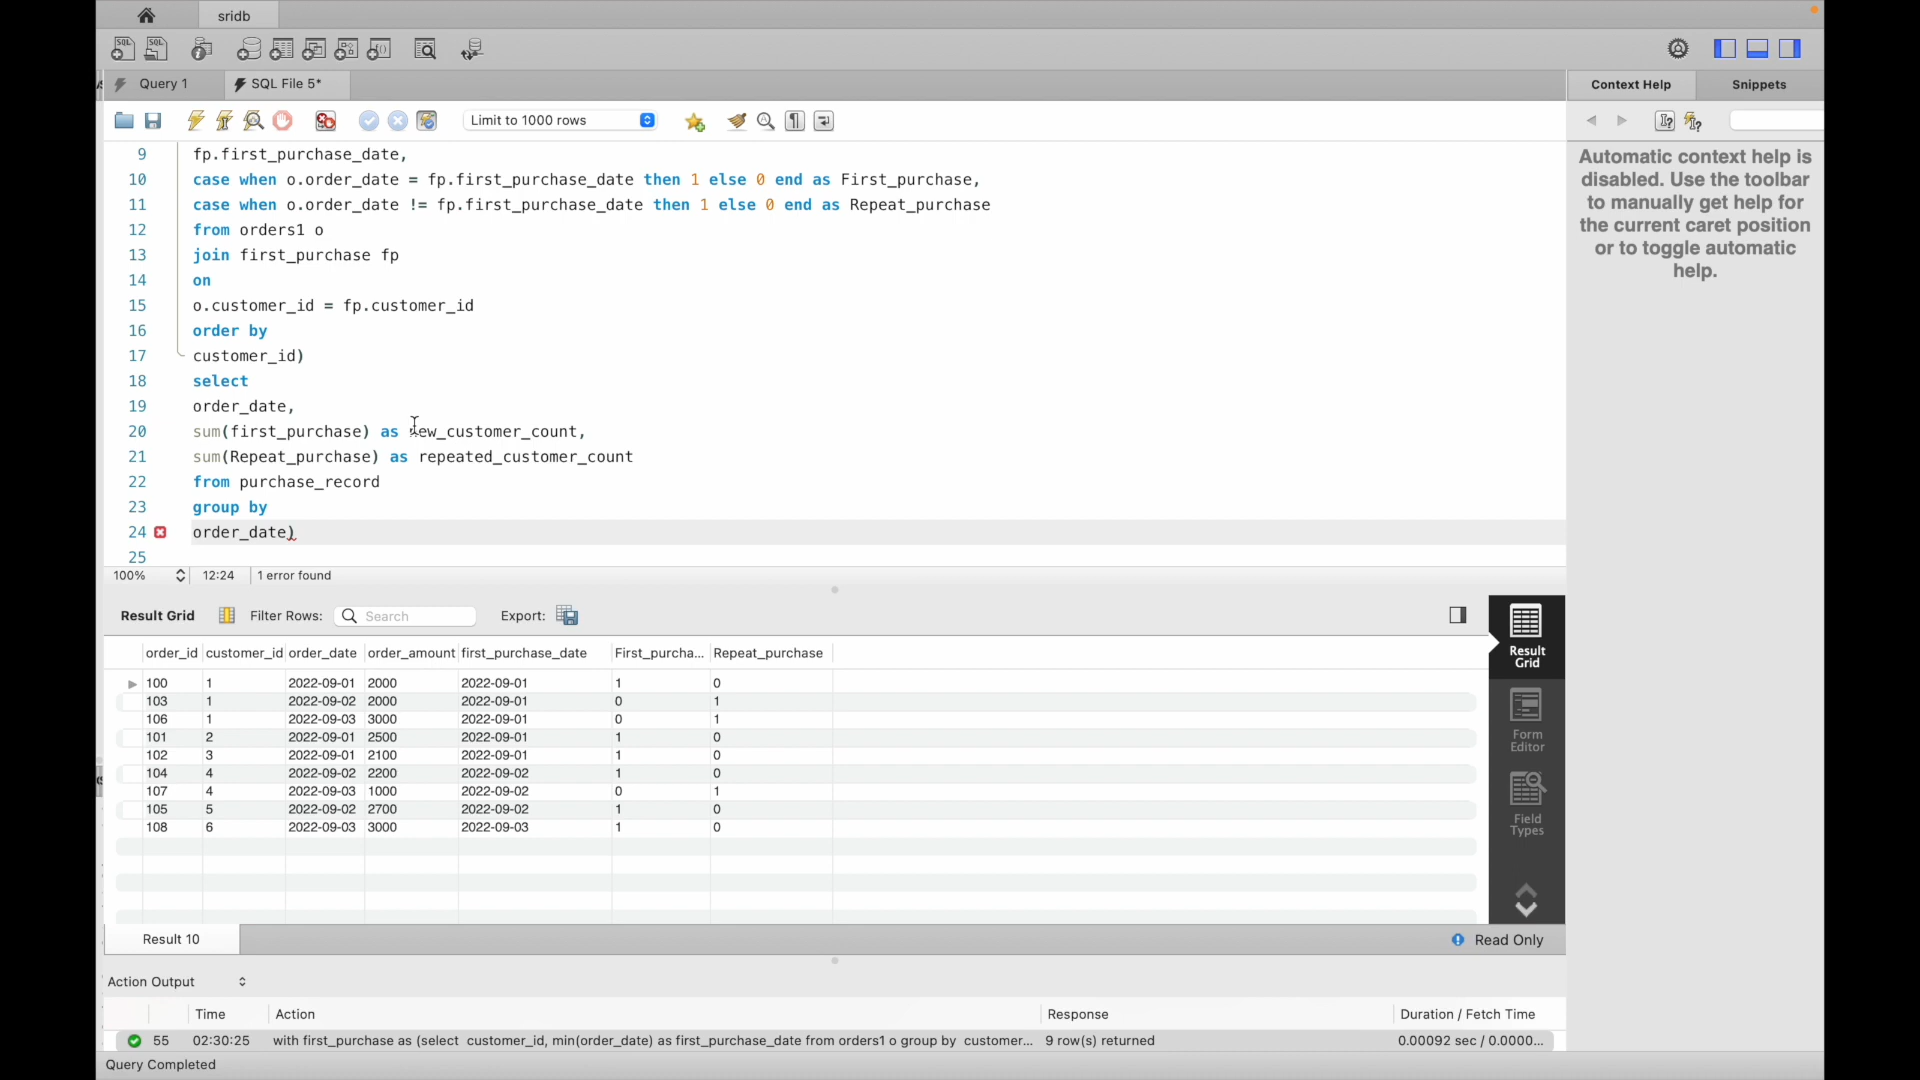 sridb
Query 1
SQL File 5*
Context Help
Snippets
Limit to 1000 rows
Automatic context help is
disabled. Use the toolbar
to manually get help for
the current caret position
or to toggle automatic
help.
9 fp.first_purchase_date,
10 case when o.order_date = fp.first_purchase_date then 1 else 0 end as First_purchase,
11 case when o.order_date != fp.first_purchase_date then 1 else 0 end as Repeat_purchase
12 from orders1 o
13 join first_purchase fp
14 on
15 o.customer_id = fp.customer_id
16 order by
17 customer_id)
18 select
19 order_date,
20 sum(first_purchase) as new_customer_count,
21 sum(Repeat_purchase) as repeated_customer_count
22 from purchase_record
23 group by
24 order_date)
25
100% 12:24 1 error found
Result Grid Filter Rows: Search Export:
order_id customer_id order_date order_amount first_purchase_date First_purcha... Repeat_purchase
100 1 2022-09-01 2000 2022-09-01 1 0
103 1 2022-09-02 2000 2022-09-01 0 1
106 1 2022-09-03 3000 2022-09-01 0 1
101 2 2022-09-01 2500 2022-09-01 1 0
102 3 2022-09-01 2100 2022-09-01 1 0
104 4 2022-09-02 2200 2022-09-02 1 0
107 4 2022-09-03 1000 2022-09-02 0 1
105 5 2022-09-02 2700 2022-09-02 1 0
108 6 2022-09-03 3000 2022-09-03 1 0
Result
Grid
Form
Editor
Field
Types
Result 10
Read Only
Action Output
Time Action Response Duration / Fetch Time
55 02:30:25 with first_purchase as (select customer_id, min(order_date) as first_purchase_date from orders1 o group by customer... 9 row(s) returned 0.00092 sec / 0.0000...
Query Completed